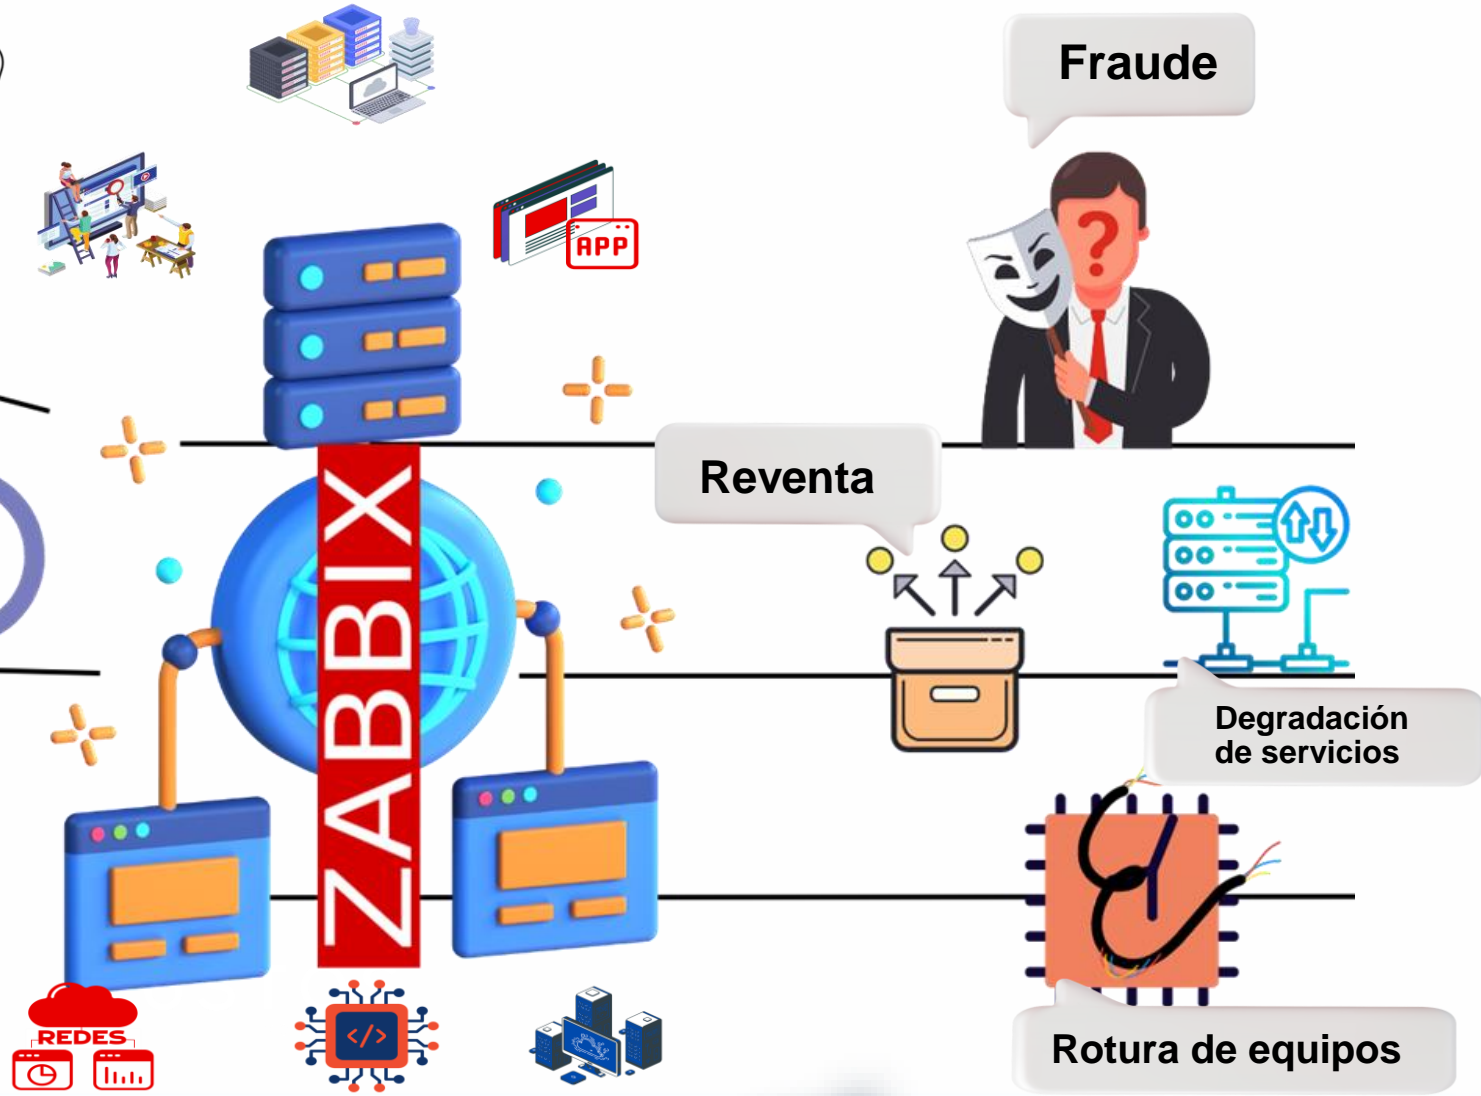 Fraude
APP
?
Reventa
ZABBIX
Degradación
de servicios
REDES
</>
Rotura de equipos